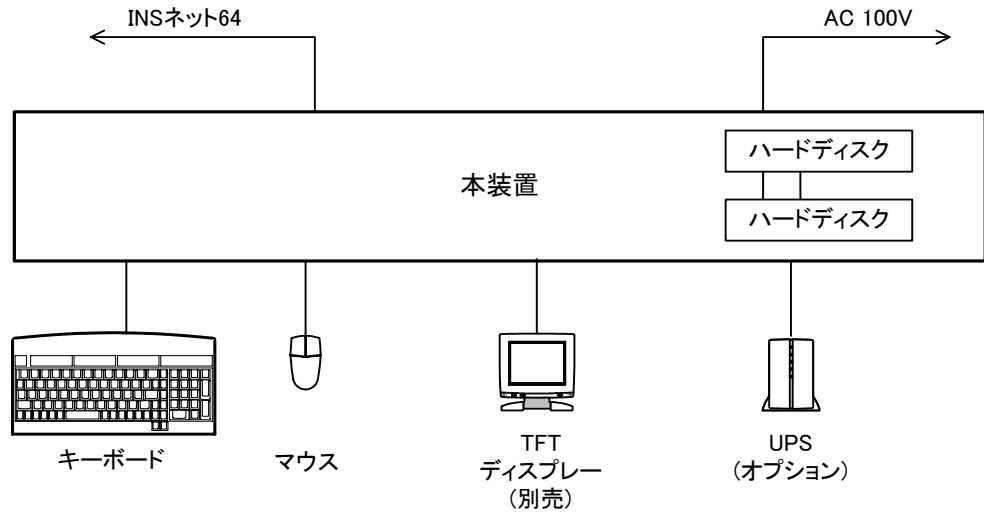 INSネット64
AC 100V
本装置
ハードディスク
ハードディスク
キーボード
マウス
TFT
ディスプレー
(別売)
UPS
(オプション)